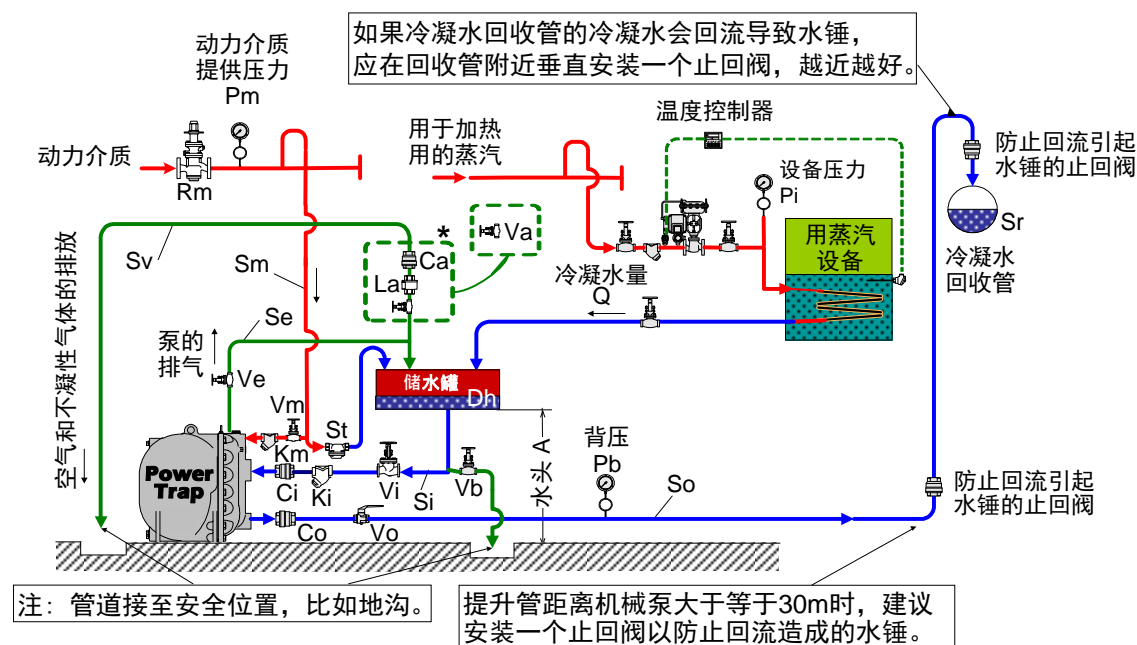 如果冷凝水回收管的冷凝水会回流导致水锤，
应在回收管附近垂直安装一个止回阀，越近越好。
动力介质
提供压力
Pm
动力介质
Rm
用于加热
用的蒸汽
温度控制器
设备压力
Pi
防止回流引起
水锤的止回阀
Sr
冷凝水
回收管
用蒸汽
设备
Sv
Sm
*
Va
Ca
La
冷凝水量
Q
Se
泵的
排气
Ve
空气和不凝性气体的排放
储水罐
Dh
Vm
Km
St
Power
Trap
Ci
Ki
Vi
Si
Vb
水头 A
背压
Pb
So
Co
Vo
防止回流引起
水锤的止回阀
注：管道接至安全位置，比如地沟。
提升管距离机械泵大于等于30m时，建议
安装一个止回阀以防止回流造成的水锤。